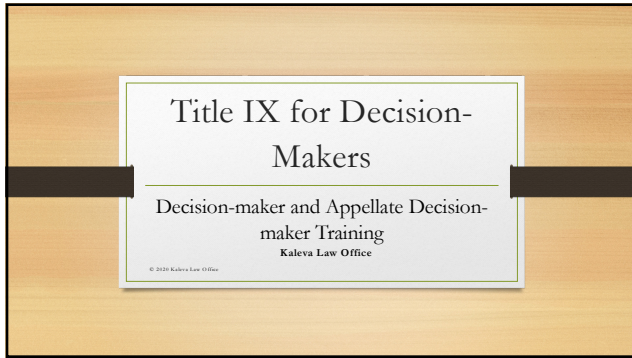 Title IX for Decision-
Makers
Decision-maker and Appellate Decision-
maker Training
Kaleva Law Office
© 2020 Kaleva Law Office